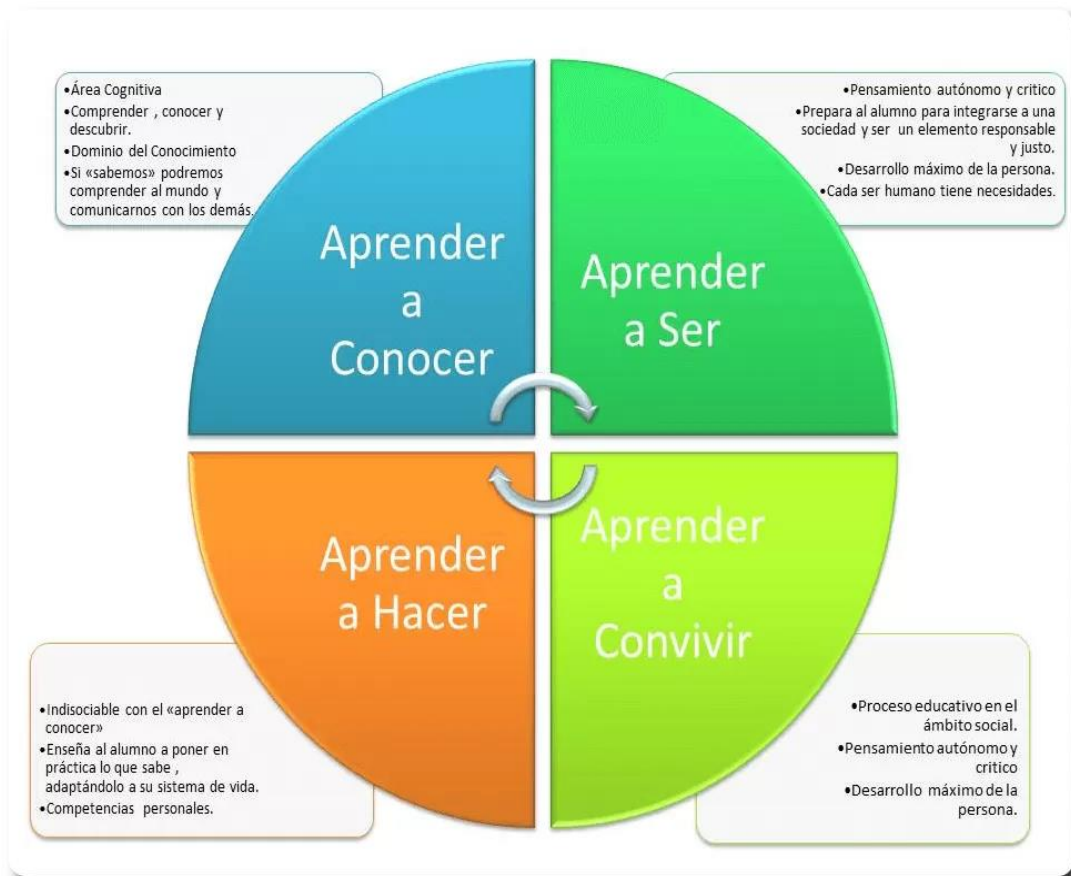 •Área Cognitiva
•Comprender , conocer y
descubrir.
•Dominio del Conocimiento
•Si «sabemos» podremos
comprender al mundo y
comunicarnos con los demás.
Aprender
a
Conocer
•Pensamiento autónomo y critico
•Prepara al alumno para integrarse a una
sociedad y ser un elemento responsable
y justo.
•Desarrollo máximo de la persona.
•Cada ser humano tiene necesidades.
Aprender
a Ser
Aprender
a Hacer
•Indisociable con el «aprender a
conocer»
•Enseña al alumno a poner en
práctica lo que sabe ,
adaptándolo a su sistema de vida.
•Competencias personales.
Aprender
a
Convivir
•Proceso educativo en el
ámbito social.
•Pensamiento autónomo y
critico
•Desarrollo máximo de la
persona.